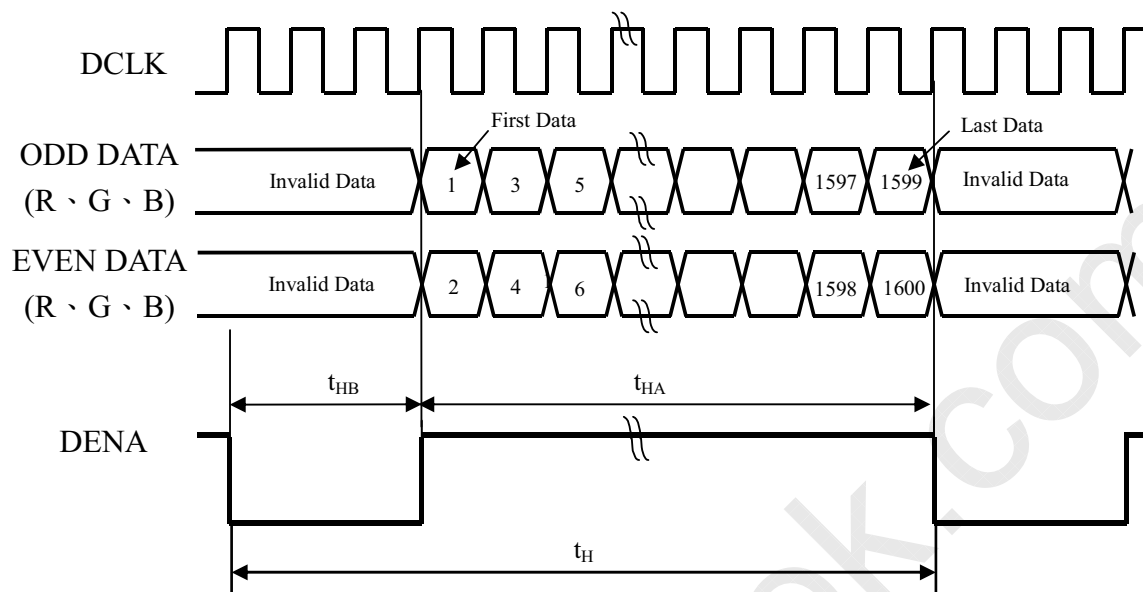 DCLK
First Data
Last Data
ODD DATA
(R、G、B)
Invalid Data
1
3
5
1597
1599
Invalid Data
EVEN DATA
(R、G、B)
Invalid Data
2
4
6
1598
1600
Invalid Data
tHB
tHA
DENA
tH